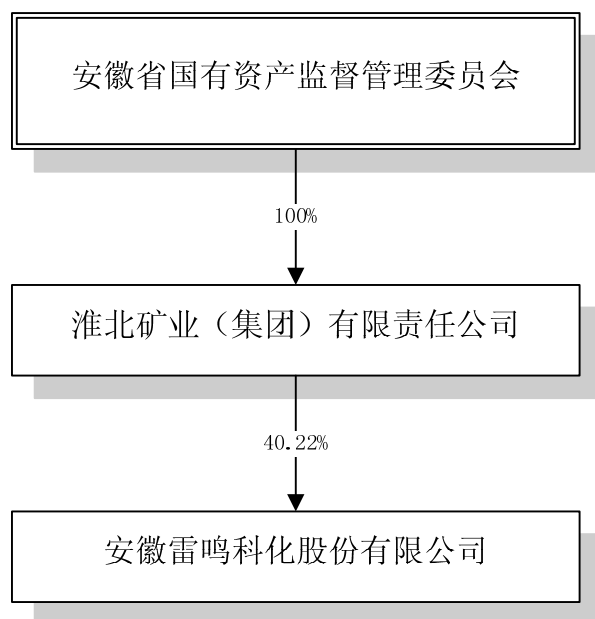 安徽省国有资产监督管理委员会
100%
淮北矿业（集团）有限责任公司
40.22%
安徽雷鸣科化股份有限公司